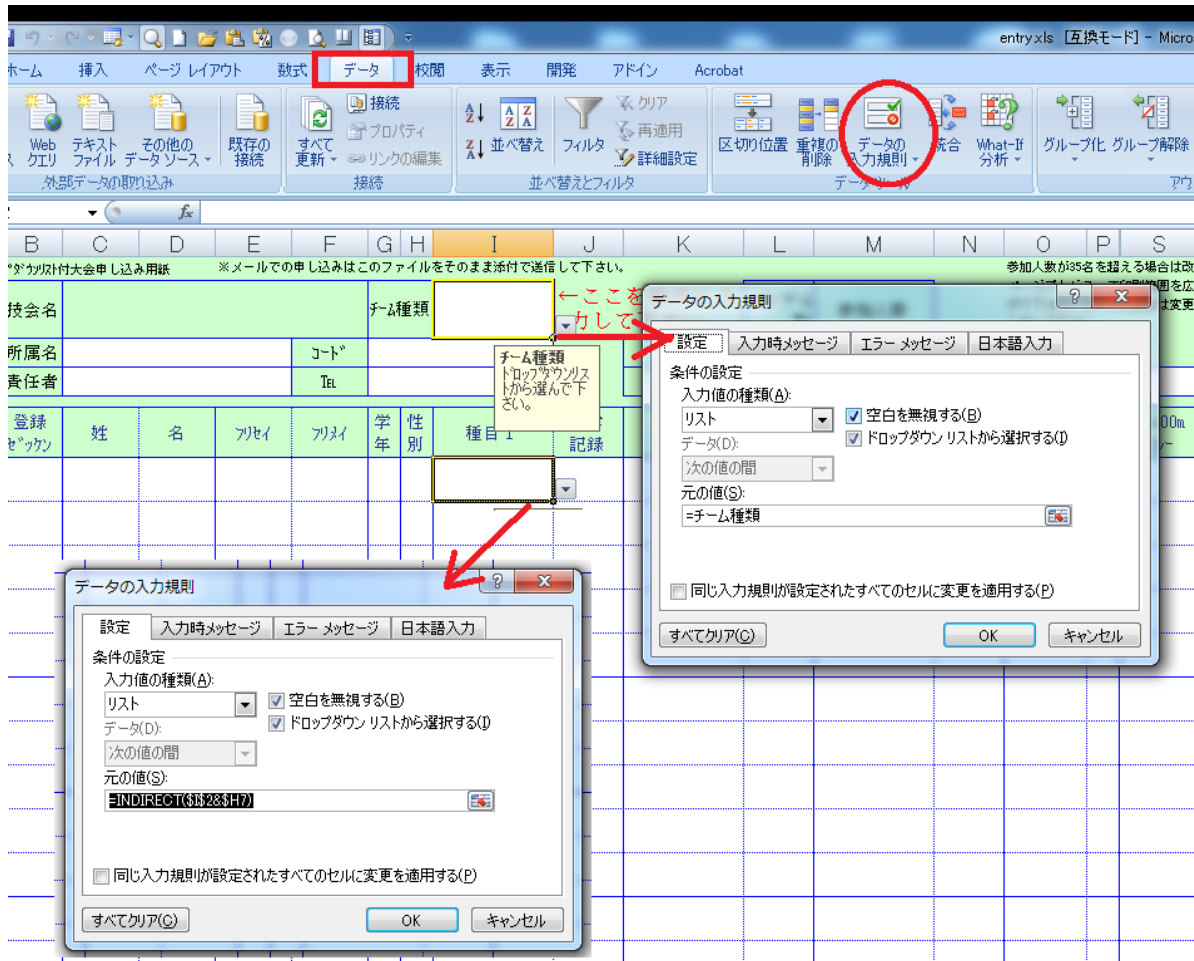 entry.xls [互換モード] - Micro
ホーム 挿入 ページ レイアウト 数式 データ 校閲 表示 開発 アドイン Acrobat
Web クエリ
テキスト ファイル
その他の データ ソース
既存の 接続
すべて 更新
接続
プロパティ
リンクの編集
並べ替え
フィルタ
クリア
再適用
詳細設定
区切り位置
重複の 削除
データの 入力規則
統合
What-If 分析
グループ化
グループ解除
外部データの取り込み 接続 並べ替えとフィルタ データ ツール アウ
fx
B C D E F G H I J K L M N O P S
ﾀﾞｳﾝﾘｽﾄ付大会申し込み用紙 ※メールでの申し込みはこのファイルをそのまま添付で送信して下さい。 参加人数が35名を超える場合は改
技会名 ﾁｰﾑ種類 ←ここを
力して
所属名 ｺｰﾄﾞ
責任者 TEL
チーム種類
ドロップダウンリス
トから選んで下
さい。
登録 ｾﾞｯｹﾝ 姓 名 ﾌﾘｾｲ ﾌﾘﾒｲ 学年 性別 種目1 記録 00m
データの入力規則
設定 入力時メッセージ エラー メッセージ 日本語入力
条件の設定
入力値の種類(A):
リスト 空白を無視する(B)
データ(D): ドロップダウン リストから選択する(I)
次の値の間
元の値(S):
=チーム種類
同じ入力規則が設定されたすべてのセルに変更を適用する(P)
すべてクリア(C) OK キャンセル
データの入力規則
設定 入力時メッセージ エラー メッセージ 日本語入力
条件の設定
入力値の種類(A):
リスト 空白を無視する(B)
データ(D): ドロップダウン リストから選択する(I)
次の値の間
元の値(S):
=INDIRECT($I$2&$H7)
同じ入力規則が設定されたすべてのセルに変更を適用する(P)
すべてクリア(C) OK キャンセル